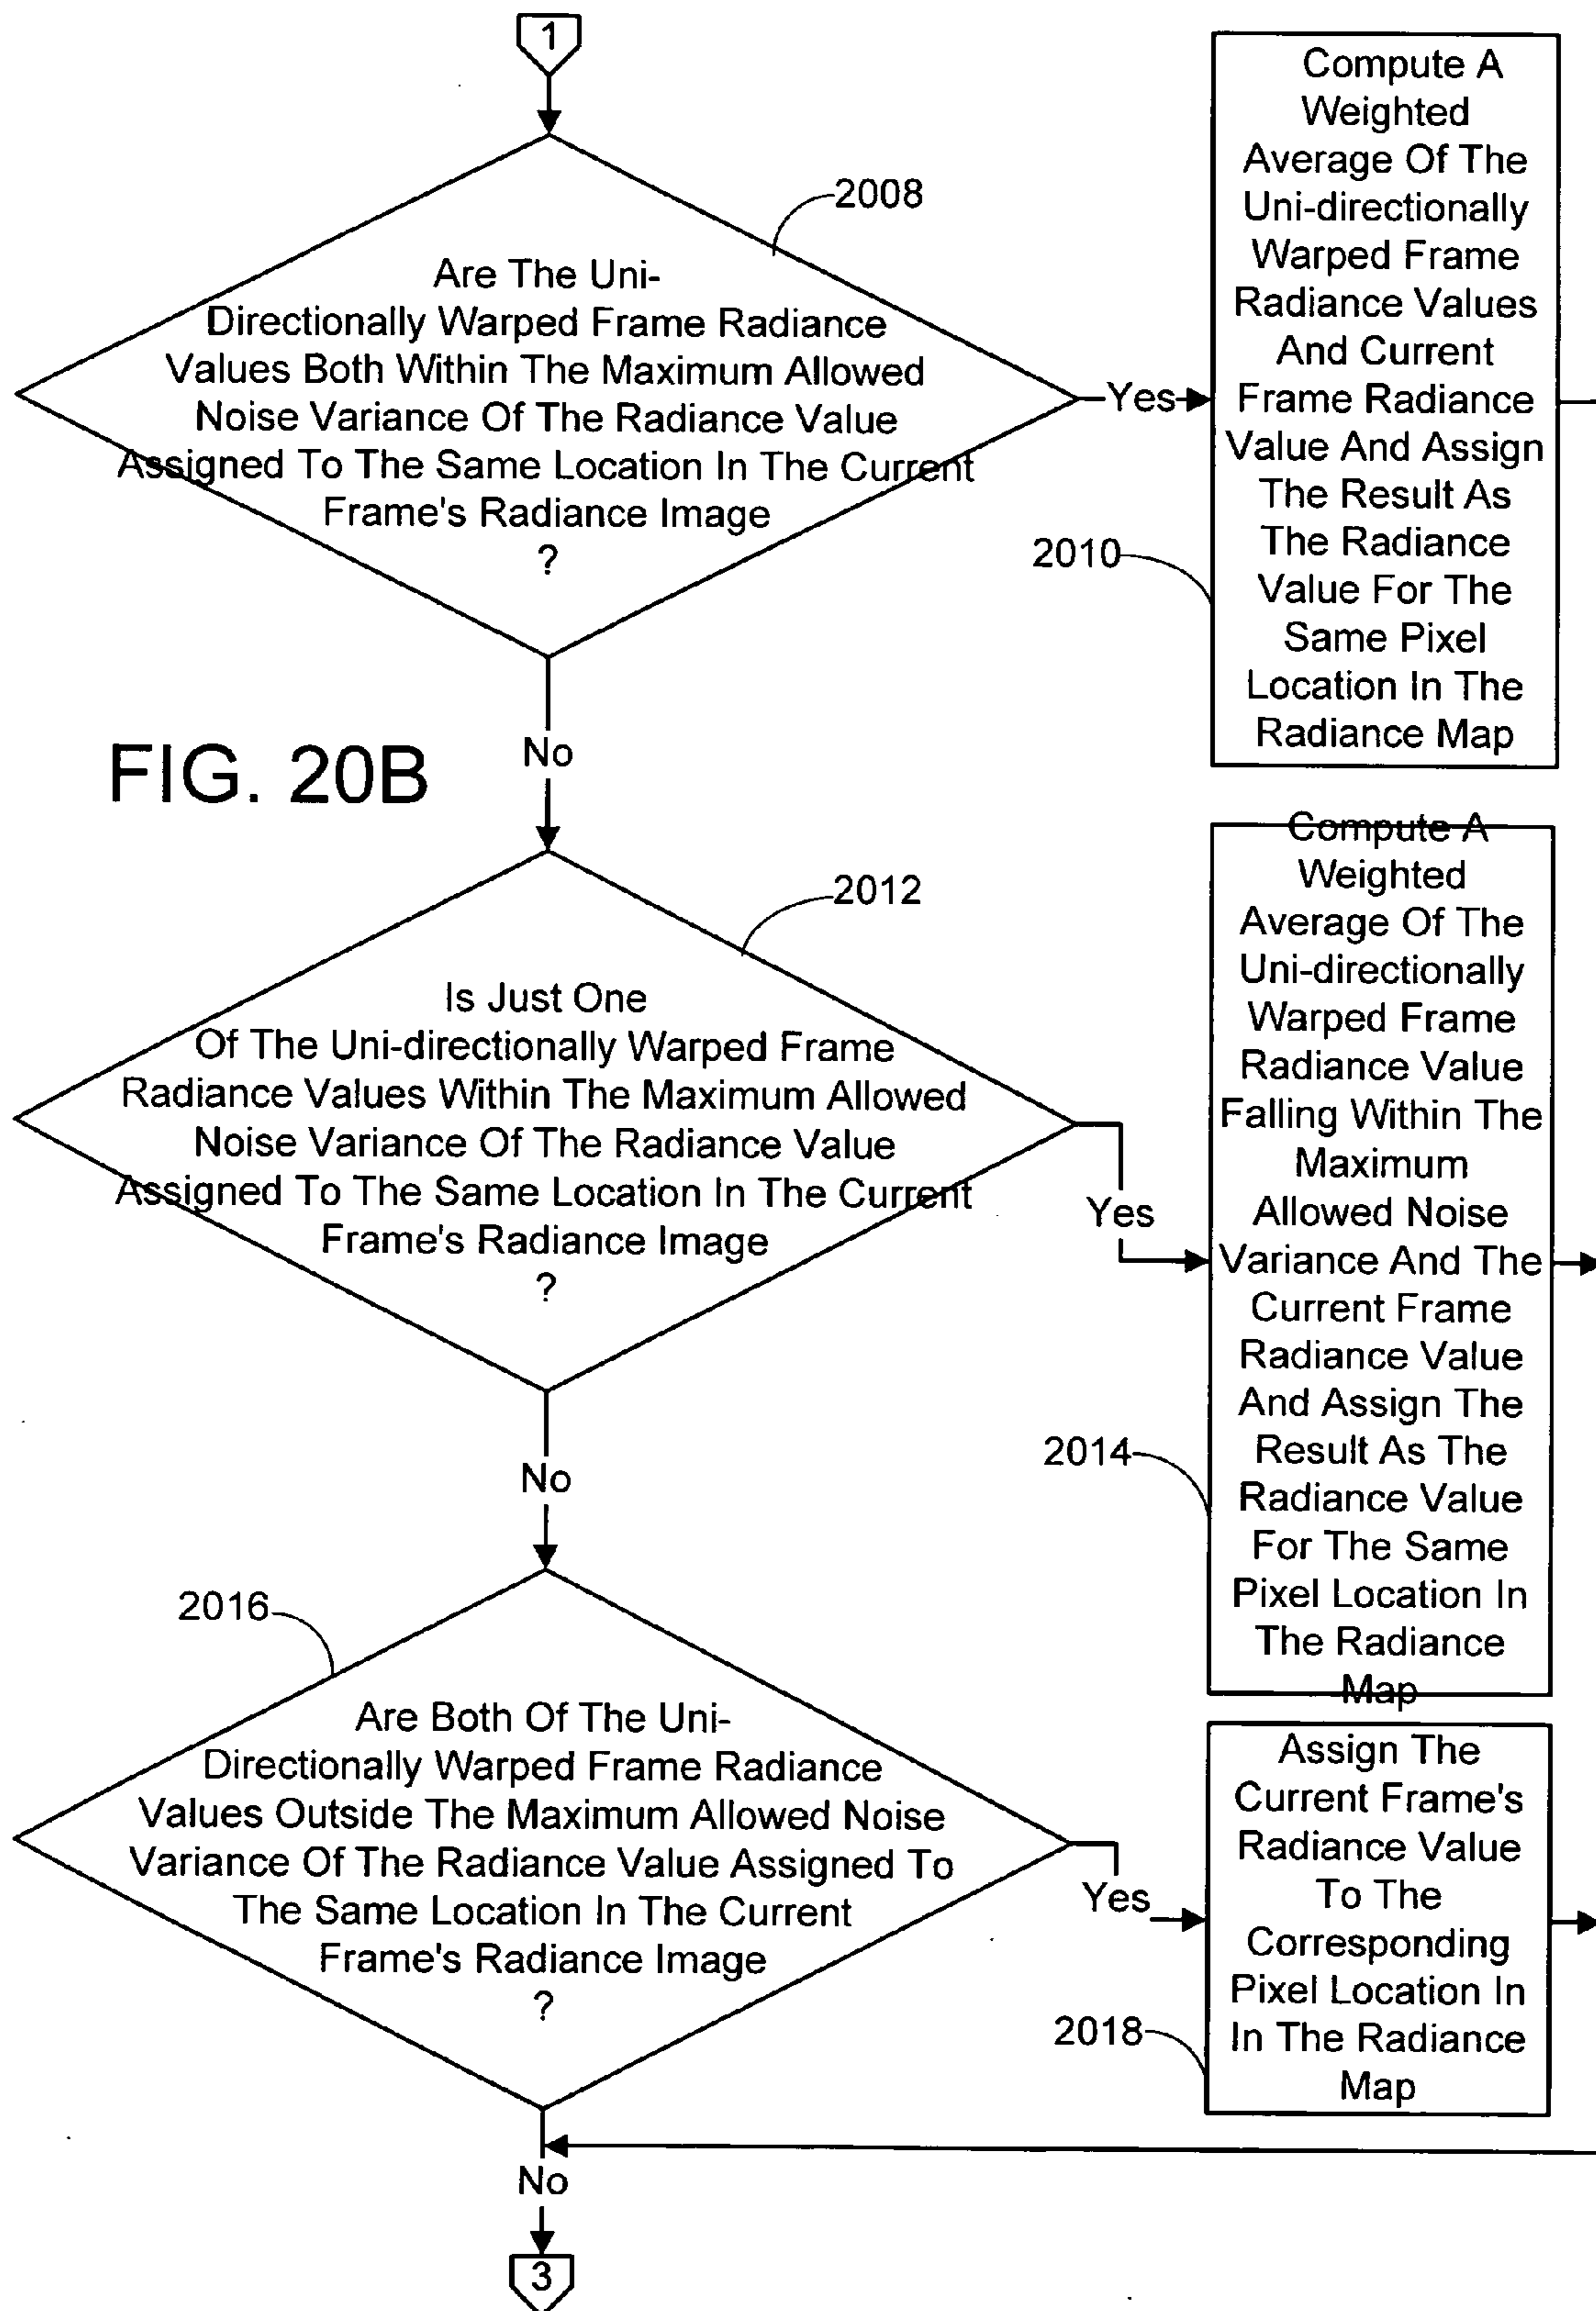 1
2008
Are The Uni-
Directionally Warped Frame Radiance
Values Both Within The Maximum Allowed
Noise Variance Of The Radiance Value
Assigned To The Same Location In The Current
Frame's Radiance Image
?
Yes
Compute A
Weighted
Average Of The
Uni-directionally
Warped Frame
Radiance Values
And Current
Frame Radiance
Value And Assign
The Result As
The Radiance
Value For The
Same Pixel
Location In The
Radiance Map
2010
No
FIG. 20B
2012
Is Just One
Of The Uni-directionally Warped Frame
Radiance Values Within The Maximum Allowed
Noise Variance Of The Radiance Value
Assigned To The Same Location In The Current
Frame's Radiance Image
?
Yes
Compute A
Weighted
Average Of The
Uni-directionally
Warped Frame
Radiance Value
Falling Within The
Maximum
Allowed Noise
Variance And The
Current Frame
Radiance Value
And Assign The
Result As The
Radiance Value
For The Same
Pixel Location In
The Radiance
Map
2014
No
2016
Are Both Of The Uni-
Directionally Warped Frame Radiance
Values Outside The Maximum Allowed Noise
Variance Of The Radiance Value Assigned To
The Same Location In The Current
Frame's Radiance Image
?
Yes
Assign The
Current Frame's
Radiance Value
To The
Corresponding
Pixel Location In
In The Radiance
Map
2018
No
3